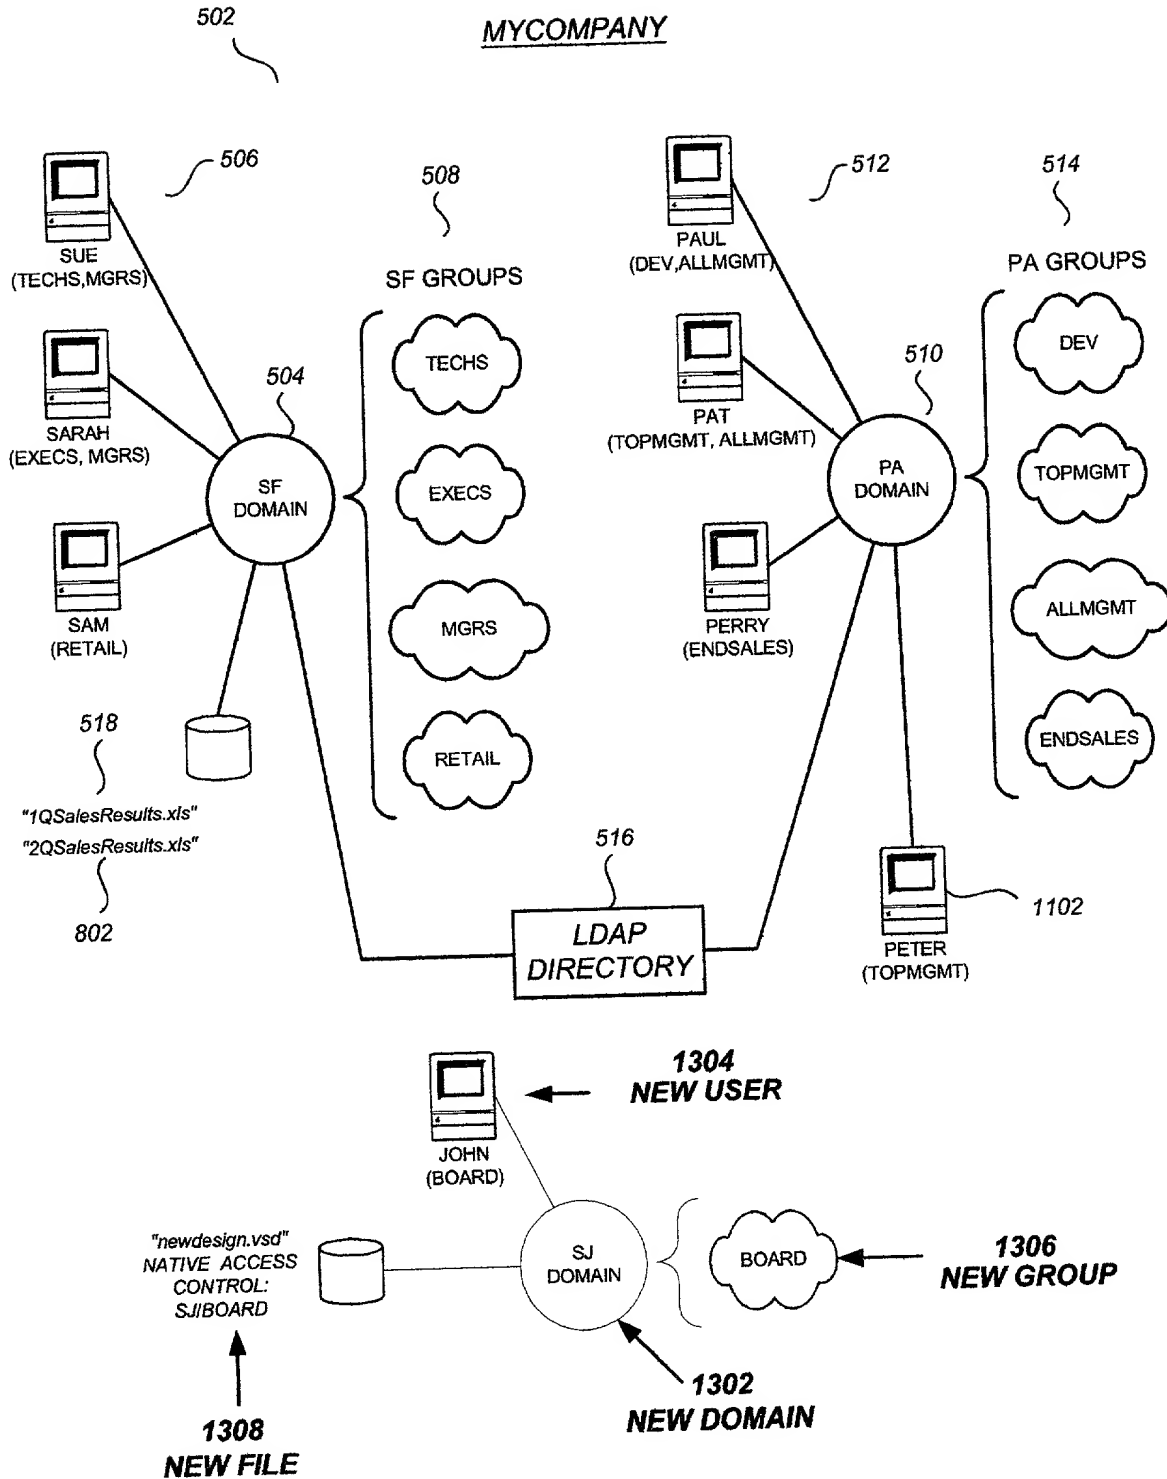 502
MYCOMPANY
506
508
512
514
SUE
(TECHS,MGRS)
SF GROUPS
PAUL
(DEV,ALLMGMT)
PA GROUPS
TECHS
DEV
504
510
SARAH
(EXECS, MGRS)
PAT
(TOPMGMT, ALLMGMT)
SF
DOMAIN
EXECS
PA
DOMAIN
TOPMGMT
SAM
(RETAIL)
MGRS
PERRY
(ENDSALES)
ALLMGMT
518
RETAIL
ENDSALES
"1QSalesResults.xls"
"2QSalesResults.xls"
802
516
LDAP
DIRECTORY
1102
PETER
(TOPMGMT)
1304
NEW USER
JOHN
(BOARD)
"newdesign.vsd"
NATIVE ACCESS
CONTROL:
SJ/BOARD
SJ
DOMAIN
BOARD
1306
NEW GROUP
1302
NEW DOMAIN
1308
NEW FILE